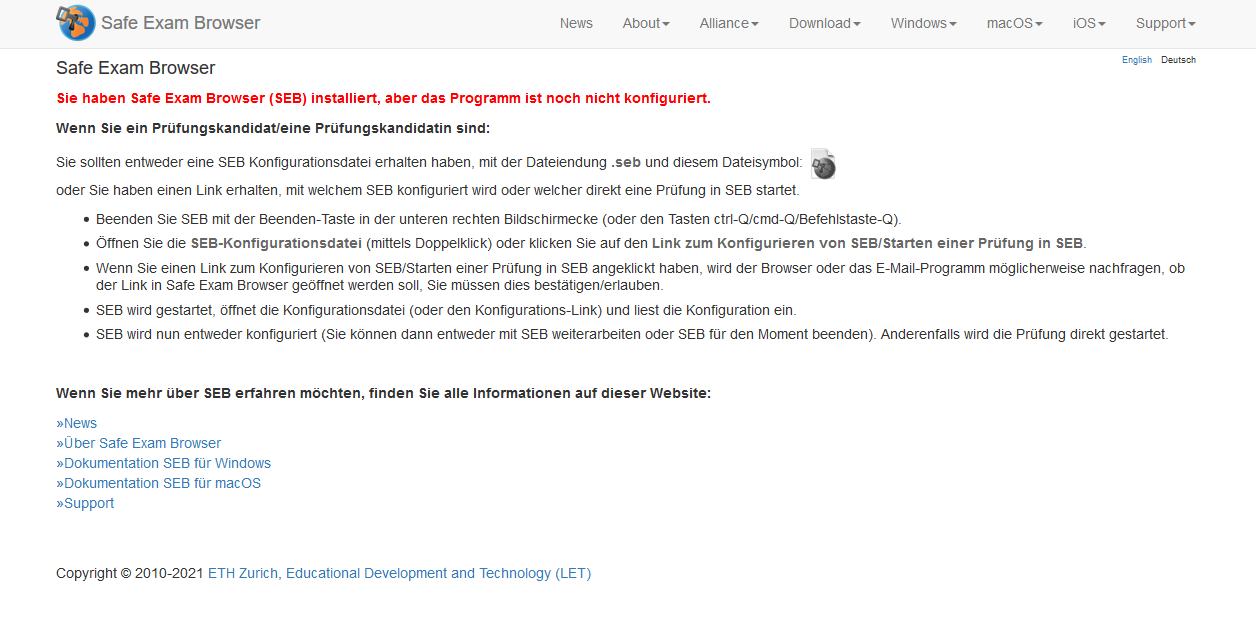 Safe Exam Browser
News About Alliance Download Windows macOS iOS Support
English Deutsch
Safe Exam Browser
Sie haben Safe Exam Browser (SEB) installiert, aber das Programm ist noch nicht konfiguriert.
Wenn Sie ein Prüfungskandidat/eine Prüfungskandidatin sind:
Sie sollten entweder eine SEB Konfigurationsdatei erhalten haben, mit der Dateiendung .seb und diesem Dateisymbol:
oder Sie haben einen Link erhalten, mit welchem SEB konfiguriert wird oder welcher direkt eine Prüfung in SEB startet.
• Beenden Sie SEB mit der Beenden-Taste in der unteren rechten Bildschirmecke (oder den Tasten ctrl-Q/cmd-Q/Befehlstaste-Q).
• Öffnen Sie die SEB-Konfigurationsdatei (mittels Doppelklick) oder klicken Sie auf den Link zum Konfigurieren von SEB/Starten einer Prüfung in SEB.
• Wenn Sie einen Link zum Konfigurieren von SEB/Starten einer Prüfung in SEB angeklickt haben, wird der Browser oder das E-Mail-Programm möglicherweise nachfragen, ob
der Link in Safe Exam Browser geöffnet werden soll, Sie müssen dies bestätigen/erlauben.
• SEB wird gestartet, öffnet die Konfigurationsdatei (oder den Konfigurations-Link) und liest die Konfiguration ein.
• SEB wird nun entweder konfiguriert (Sie können dann entweder mit SEB weiterarbeiten oder SEB für den Moment beenden). Anderenfalls wird die Prüfung direkt gestartet.
Wenn Sie mehr über SEB erfahren möchten, finden Sie alle Informationen auf dieser Website:
»News
»Über Safe Exam Browser
»Dokumentation SEB für Windows
»Dokumentation SEB für macOS
»Support
Copyright © 2010-2021 ETH Zurich, Educational Development and Technology (LET)